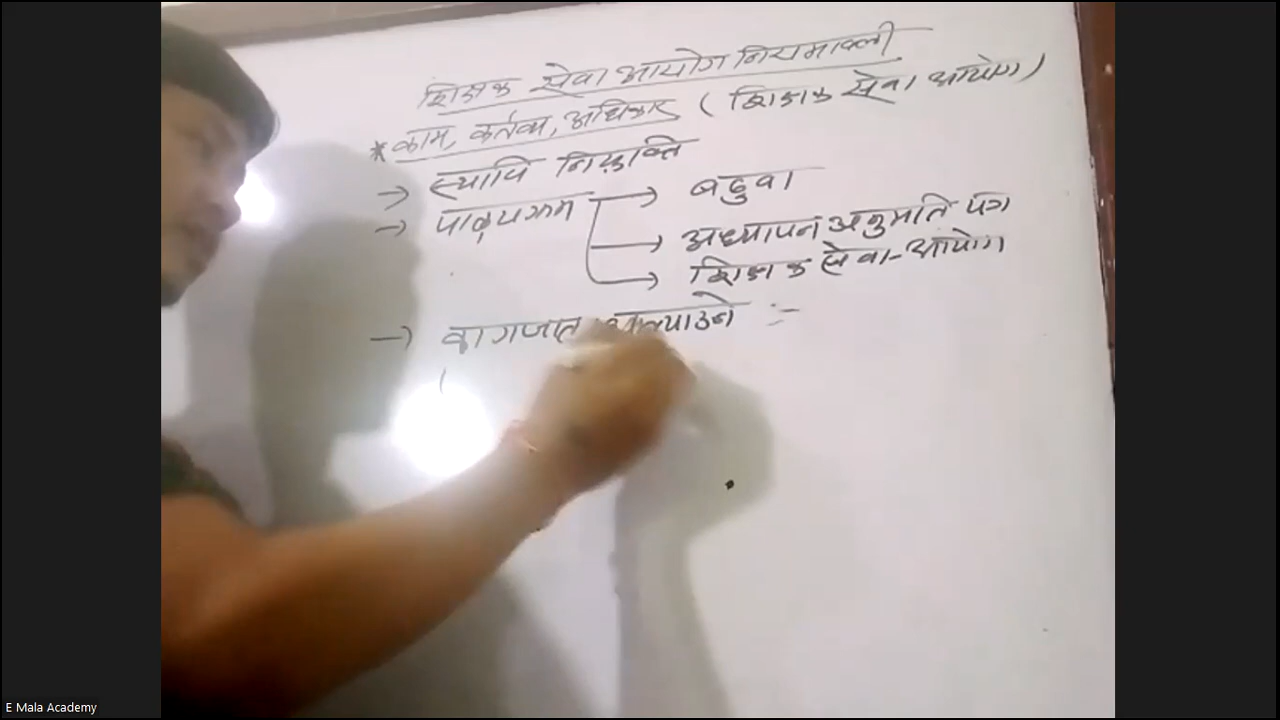 शिक्षक सेवा आयोग नियमावली
* काम, कर्तव्य, अधिकार ( शिक्षक सेवा आयोग )
→ स्थायि नियुक्ति
→ पाठ्यक्रम → बढुवा
→ अध्यापन अनुमति पत्र
→ शिक्षक सेवा-आयोग
→ कागजात :-
(
E Mala Academy